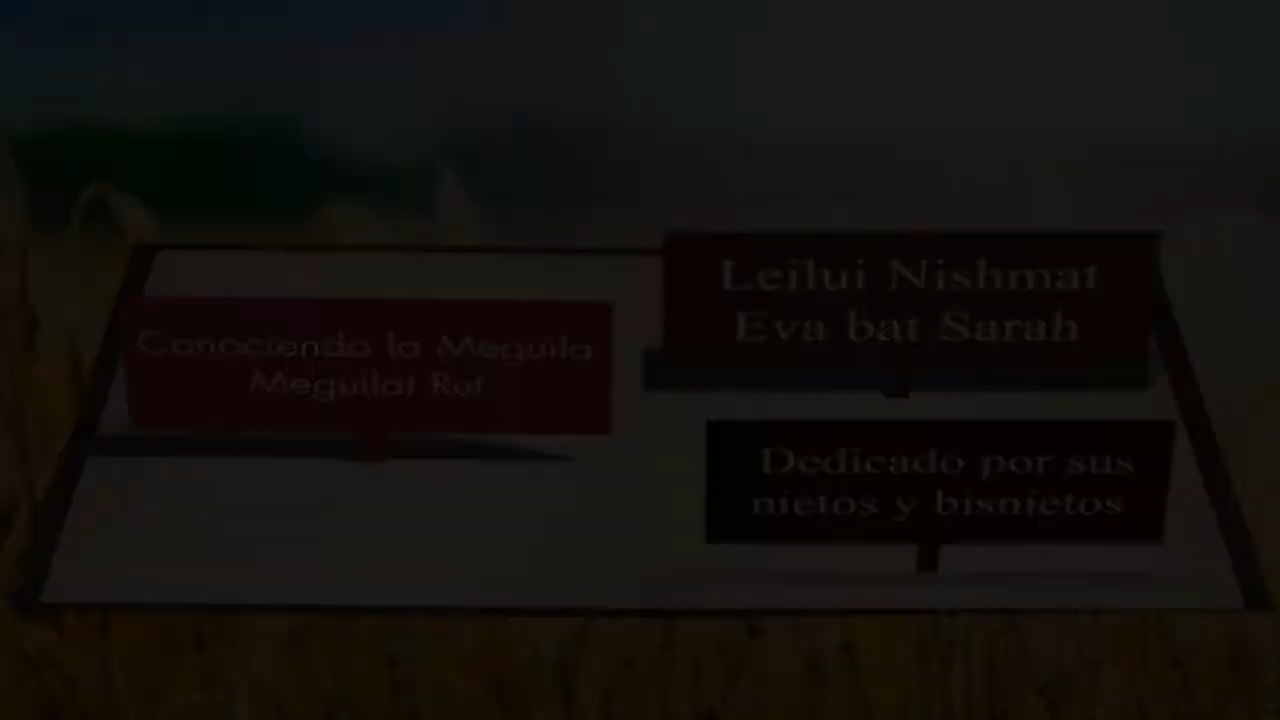 Conociendo la Meguila
Meguilat Rut
Leilui Nishmat
Eva bat Sarah
Dedicado por sus
nietos y bisnietos